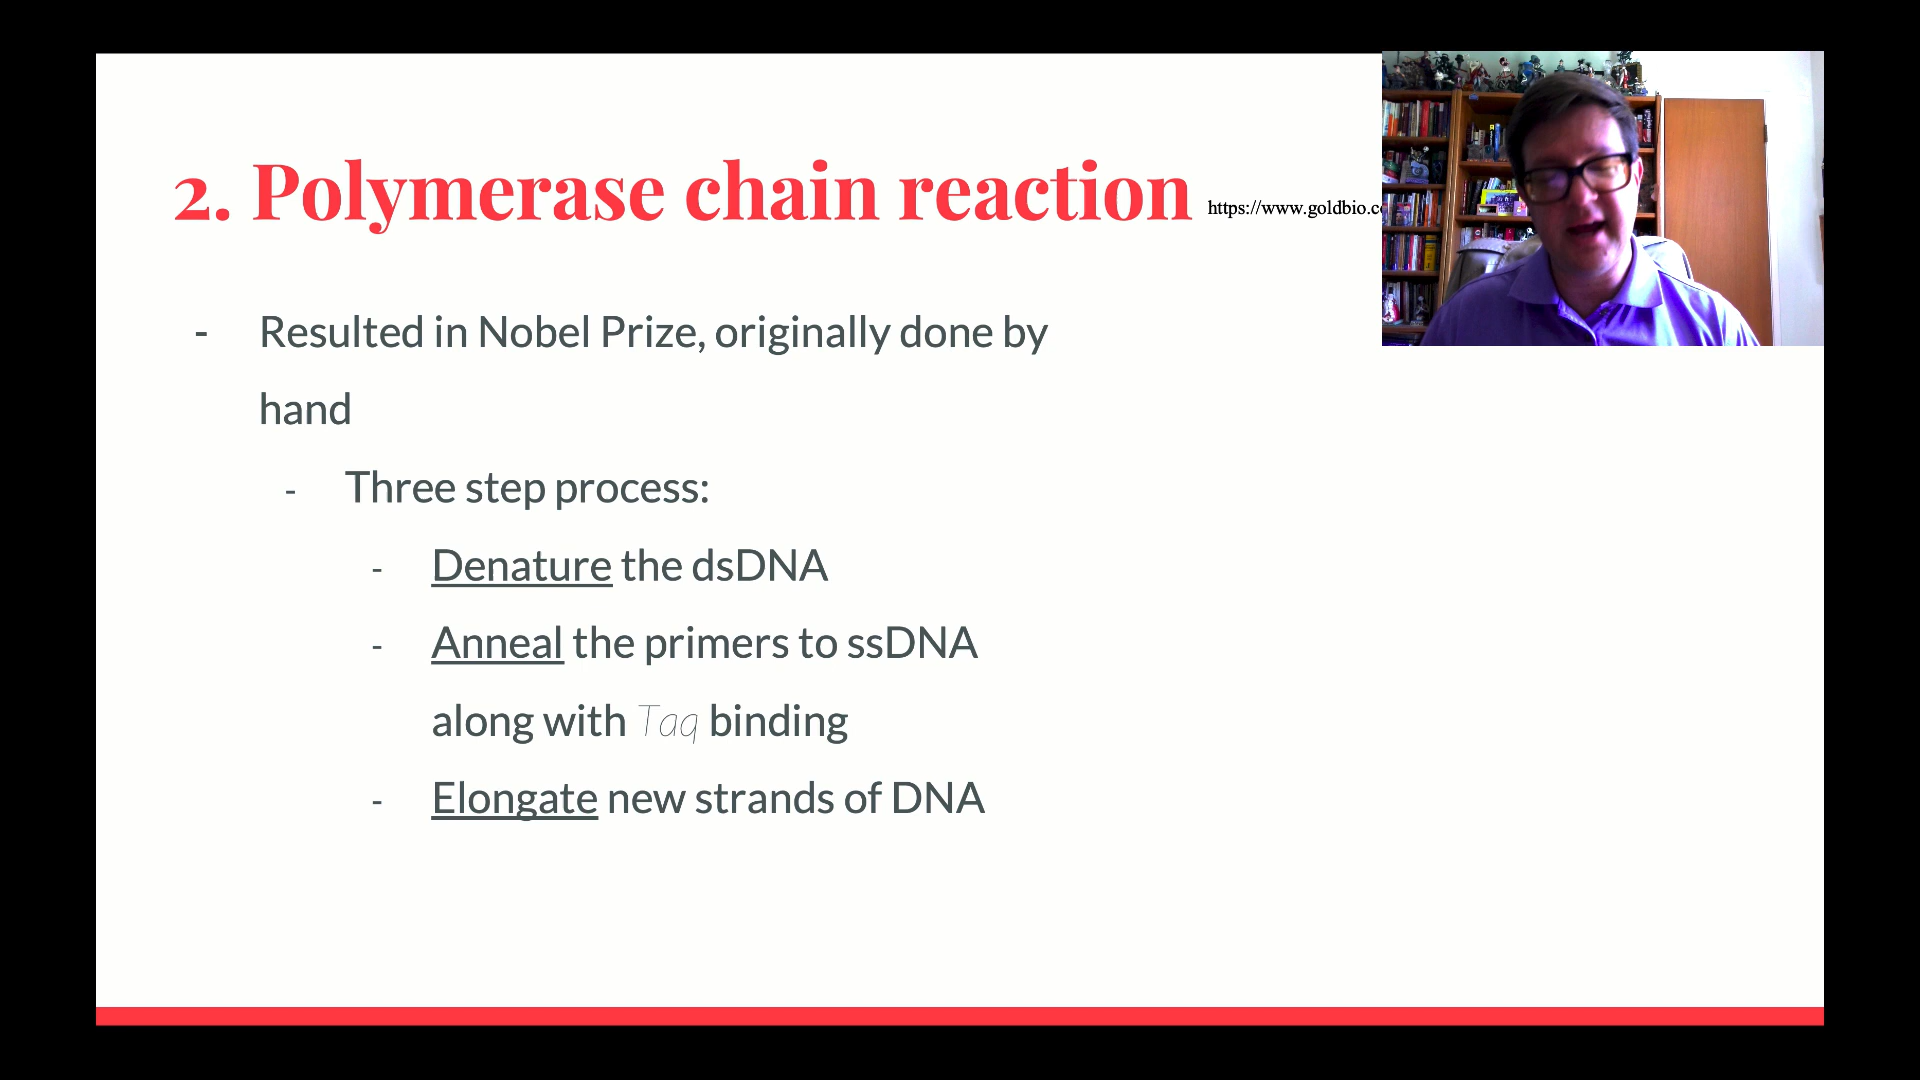 2. Polymerase chain reaction https://www.goldbio.c
- Resulted in Nobel Prize, originally done by
hand
- Three step process:
- Denature the dsDNA
- Anneal the primers to ssDNA
along with Taq binding
- Elongate new strands of DNA